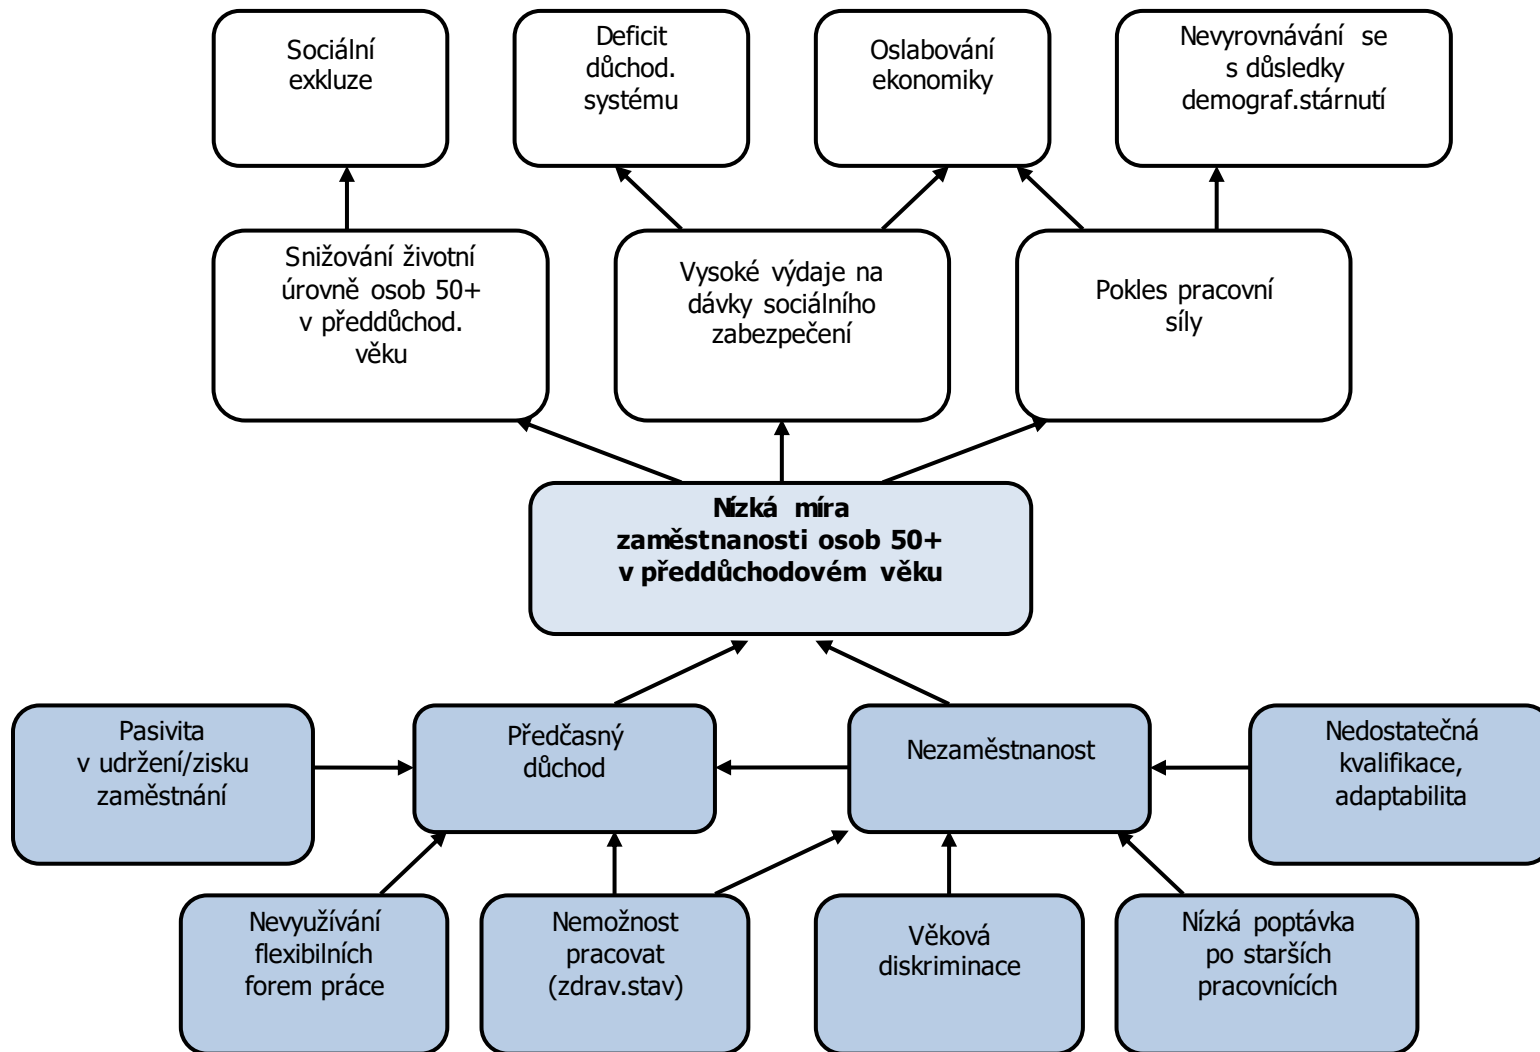 Sociální
exkluze
Deficit
důchod.
systému
Oslabování
ekonomiky
Nevyrovnávání se
s důsledky
demograf.stárnutí
Snižování životní
úrovně osob 50+
v předdůchod.
věku
Vysoké výdaje na
dávky sociálního
zabezpečení
Pokles pracovní
síly
Nízká míra
zaměstnanosti osob 50+
v předdůchodovém věku
Pasivita
v udržení/zisku
zaměstnání
Předčasný
důchod
Nezaměstnanost
Nedostatečná
kvalifikace,
adaptabilita
Nevyužívání
flexibilních
forem práce
Nemožnost
pracovat
(zdrav.stav)
Věková
diskriminace
Nízká poptávka
po starších
pracovnících